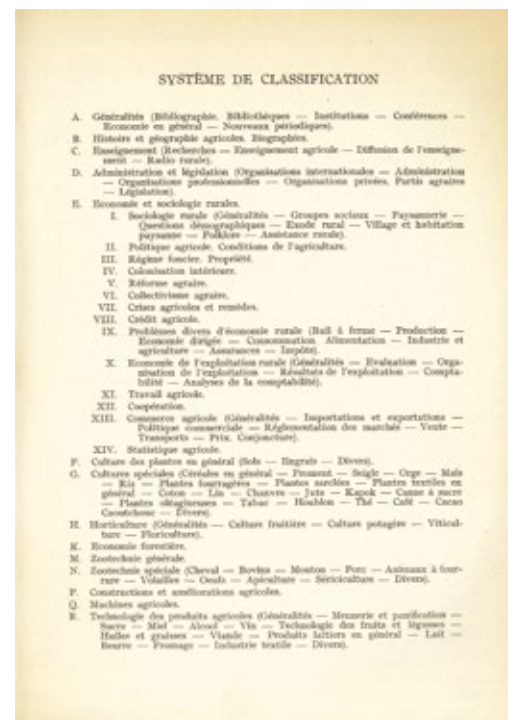 SYSTÈME DE CLASSIFICATION
A. Généralités (Bibliographie. Bibliothèques — Institutions — Conférences —
Economie en général — Nouveaux périodiques).
B. Histoire et géographie agricoles. Biographies.
C. Enseignement (Recherches — Enseignement agricole — Diffusion de l'enseigne-
ment — Radio rurale).
D. Administration et législation (Organisations internationales — Administration
— Organisations professionnelles — Organisations privées. Partis agraires
— Législation).
E. Economie et sociologie rurales.
I. Sociologie rurale (Généralités — Groupes sociaux — Paysannerie —
Questions démographiques — Exode rural — Village et habitation
paysanne — Folklore — Assistance rurale).
II. Politique agricole. Conditions de l'agriculture.
III. Régime foncier. Propriété.
IV. Colonisation intérieure.
V. Réforme agraire.
VI. Collectivisme agraire.
VII. Crises agricoles et remèdes.
VIII. Crédit agricole.
IX. Problèmes divers d'économie rurale (Bail à ferme — Production —
Economie dirigée — Consommation. Alimentation — Industrie et
agriculture — Assurances — Impôts).
X. Economie de l'exploitation rurale (Généralités — Evaluation — Orga-
nisation de l'exploitation — Résultats de l'exploitation — Compta-
bilité — Analyses de la comptabilité).
XI. Travail agricole.
XII. Coopération.
XIII. Commerce agricole (Généralités — Importations et exportations —
Politique commerciale — Réglementation des marchés — Vente —
Transports — Prix. Conjoncture).
XIV. Statistique agricole.
F. Culture des plantes en général (Sols — Engrais — Divers).
G. Cultures spéciales (Céréales en général — Froment — Seigle — Orge — Maïs
— Riz — Plantes fourragères — Plantes sarclées — Plantes textiles en
général — Coton — Lin — Chanvre — Jute — Kapok — Canne à sucre
— Plantes oléagineuses — Tabac — Houblon — Thé — Café — Cacao
Caoutchouc — Divers).
H. Horticulture (Généralités — Culture fruitière — Culture potagère — Viticul-
ture — Floriculture).
K. Economie forestière.
M. Zootechnie générale.
N. Zootechnie spéciale (Cheval — Bovins — Mouton — Porc — Animaux à four-
rure — Volailles — Oeufs — Apiculture — Sériciculture — Divers).
P. Constructions et améliorations agricoles.
Q. Machines agricoles.
R. Technologie des produits agricoles (Généralités — Meunerie et panification —
Sucre — Miel — Alcool — Vin — Technologie des fruits et légumes —
Huiles et graisses — Viande — Produits laitiers en général — Lait —
Beurre — Fromage — Industrie textile — Divers).